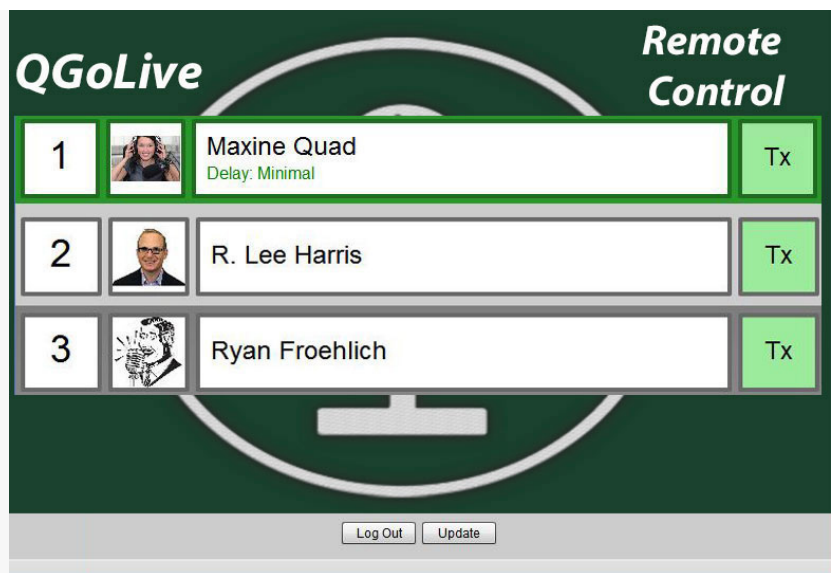 QGoLive
Remote
Control
1
Maxine Quad
Delay: Minimal
Tx
2
R. Lee Harris
Tx
3
Ryan Froehlich
Tx
Log Out
Update